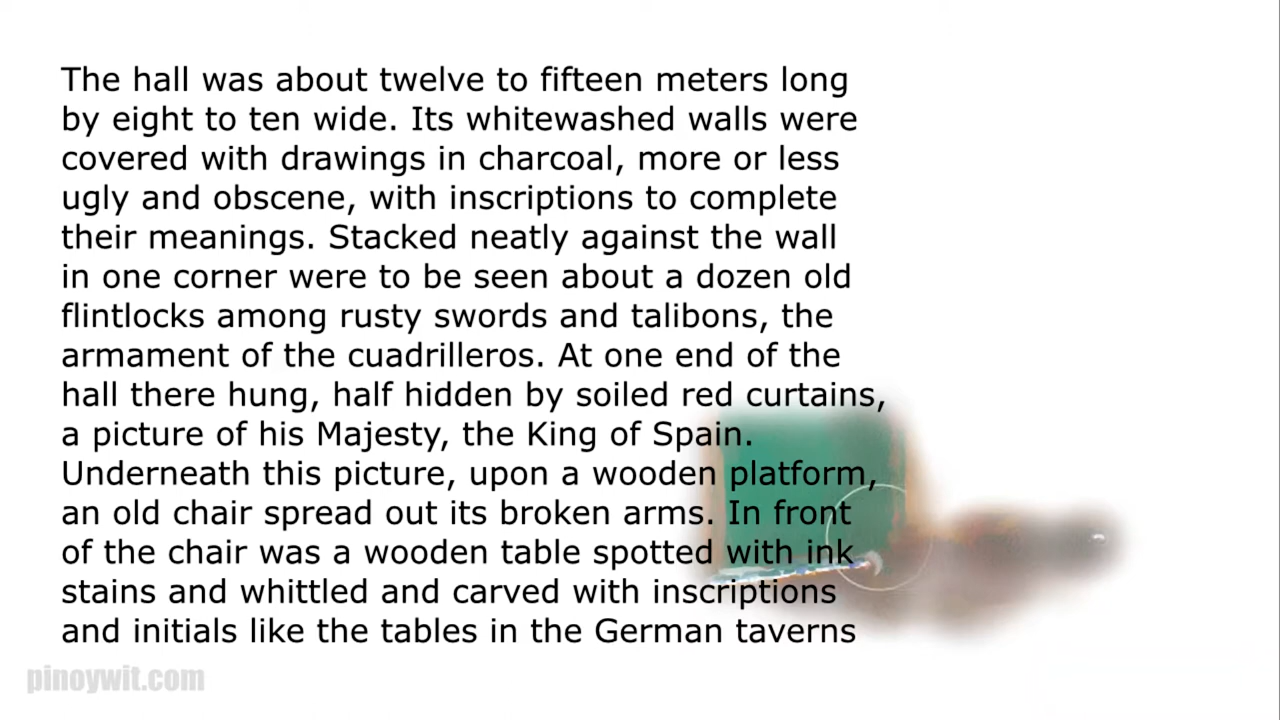 The hall was about twelve to fifteen meters long
by eight to ten wide. Its whitewashed walls were
covered with drawings in charcoal, more or less
ugly and obscene, with inscriptions to complete
their meanings. Stacked neatly against the wall
in one corner were to be seen about a dozen old
flintlocks among rusty swords and talibons, the
armament of the cuadrilleros. At one end of the
hall there hung, half hidden by soiled red curtains,
a picture of his Majesty, the King of Spain.
Underneath this picture, upon a wooden platform,
an old chair spread out its broken arms. In front
of the chair was a wooden table spotted with ink
stains and whittled and carved with inscriptions
and initials like the tables in the German taverns
pinoywit.com